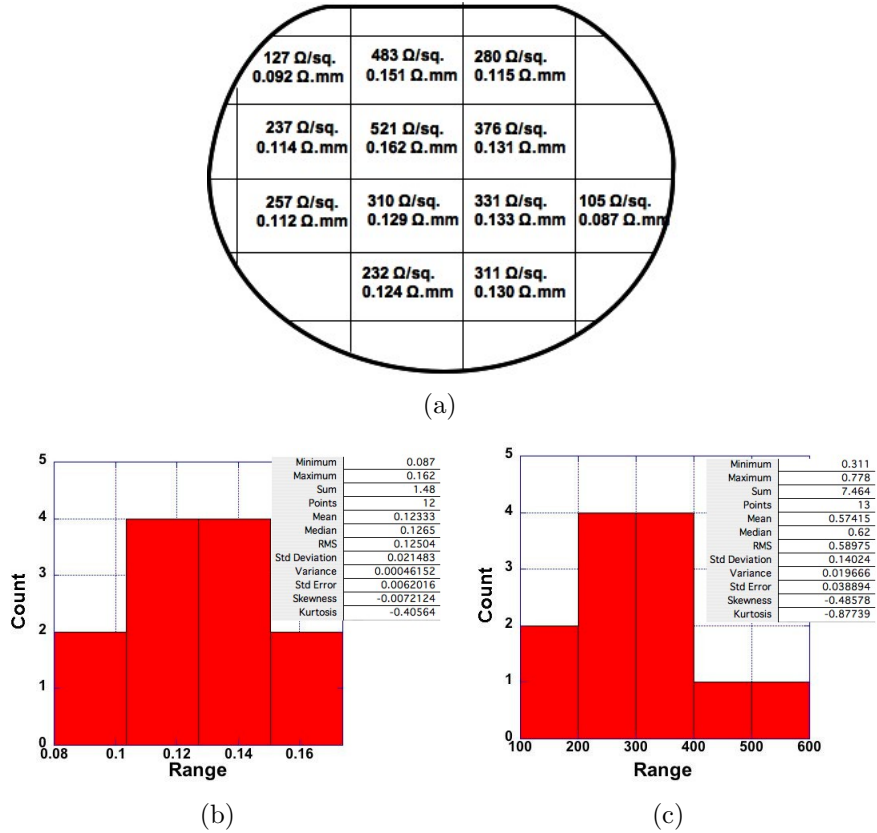 127 Ω/sq.
0.092 Ω.mm
483 Ω/sq.
0.151 Ω.mm
280 Ω/sq.
0.115 Ω.mm
237 Ω/sq.
0.114 Ω.mm
521 Ω/sq.
0.162 Ω.mm
376 Ω/sq.
0.131 Ω.mm
257 Ω/sq.
0.112 Ω.mm
310 Ω/sq.
0.129 Ω.mm
331 Ω/sq.
0.133 Ω.mm
105 Ω/sq.
0.087 Ω.mm
232 Ω/sq.
0.124 Ω.mm
311 Ω/sq.
0.130 Ω.mm
(a)
5
4
3
2
1
0
Count
0.08 0.1 0.12 0.14 0.16
Range
Minimum 0.087
Maximum 0.162
Sum 1.48
Points 12
Mean 0.12333
Median 0.1265
RMS 0.12504
Std Deviation 0.021483
Variance 0.00046152
Std Error 0.0062016
Skewness -0.0072124
Kurtosis -0.40564
(b)
5
4
3
2
1
0
Count
100 200 300 400 500 600
Range
Minimum 0.311
Maximum 0.778
Sum 7.464
Points 13
Mean 0.57415
Median 0.62
RMS 0.58975
Std Deviation 0.14024
Variance 0.019666
Std Error 0.038894
Skewness -0.48578
Kurtosis -0.87739
(c)